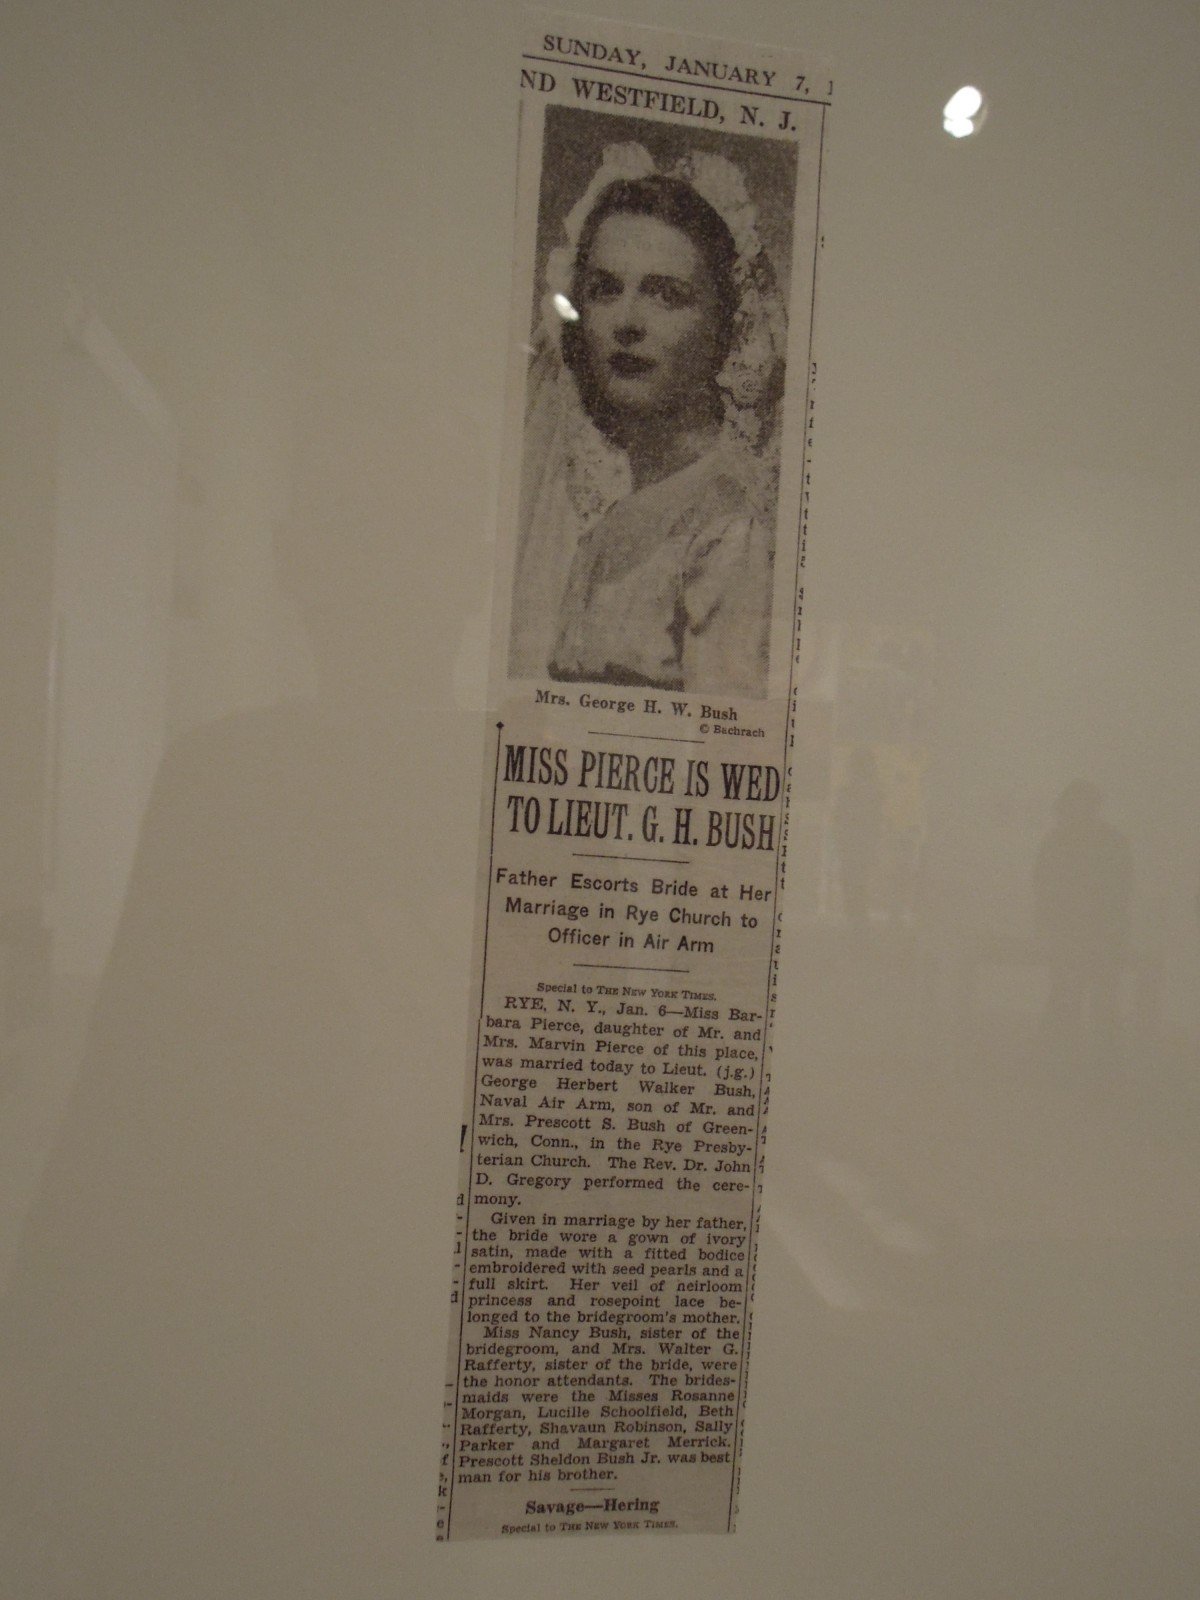 SUNDAY, JANUARY 7, 1
ND WESTFIELD, N. J.
Mrs. George H. W. Bush
© Bachrach
MISS PIERCE IS WED
TO LIEUT. G. H. BUSH
Father Escorts Bride at Her
Marriage in Rye Church to
Officer in Air Arm
Special to THE NEW YORK TIMES.
RYE, N. Y., Jan. 6—Miss Bar-
bara Pierce, daughter of Mr. and
Mrs. Marvin Pierce of this place,
was married today to Lieut. (j.g.)
George Herbert Walker Bush,
Naval Air Arm, son of Mr. and
Mrs. Prescott S. Bush of Green-
wich, Conn., in the Rye Presby-
terian Church. The Rev. Dr. John
D. Gregory performed the cere-
mony.
Given in marriage by her father,
the bride wore a gown of ivory
satin, made with a fitted bodice
embroidered with seed pearls and a
full skirt. Her veil of neirloom
princess and rosepoint lace be-
longed to the bridegroom's mother.
Miss Nancy Bush, sister of the
bridegroom, and Mrs. Walter G.
Rafferty, sister of the bride, were
the honor attendants. The brides-
maids were the Misses Rosanne
Morgan, Lucille Schoolfield, Beth
Rafferty, Shavaun Robinson, Sally
Parker and Margaret Merrick.
Prescott Sheldon Bush Jr. was best
man for his brother.
Savage—Hering
Special to THE NEW YORK TIMES.